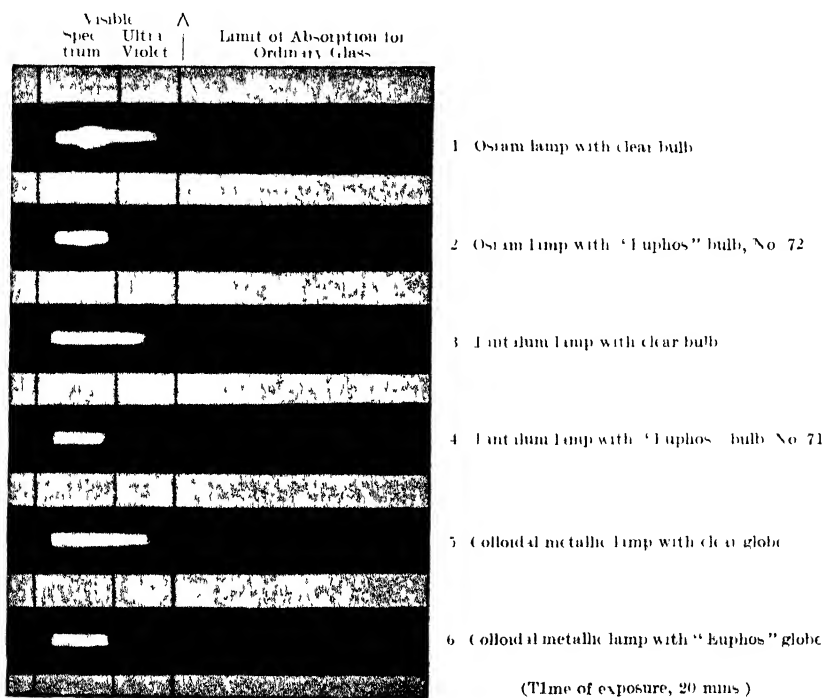 Visible
Spec Ultra Limit of Absorption for
trum Violet Ordinary Glass
1 Osram lamp with clear bulb
2 Osram lamp with "Euphos" bulb, No 72
3 Tantalum lamp with clear bulb
4 Tantalum lamp with "Euphos" bulb No 71
5 Colloidal metallic lamp with clear globe
6 Colloidal metallic lamp with "Euphos" globe
(Time of exposure, 20 mins)